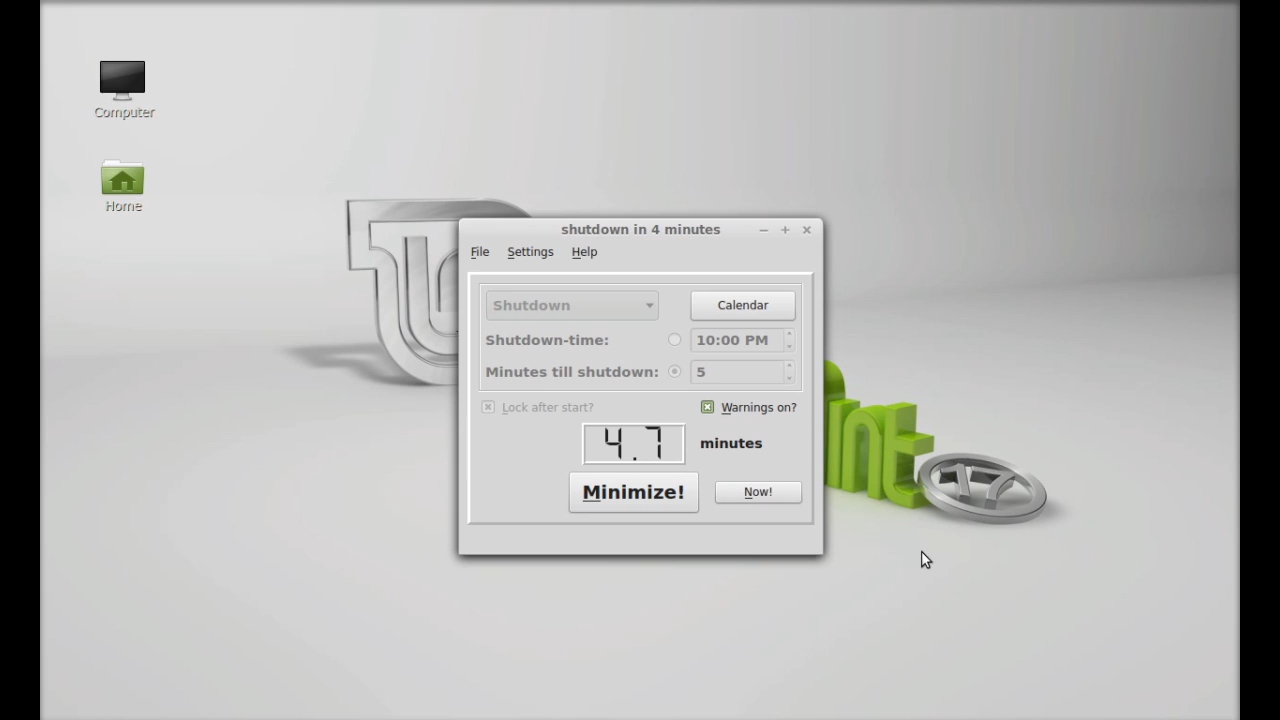 Computer
Home
shutdown in 4 minutes
File Settings Help
Shutdown Calendar
Shutdown-time: 10:00 PM
Minutes till shutdown: 5
Lock after start? Warnings on?
4.7 minutes
Minimize! Now!
int
17